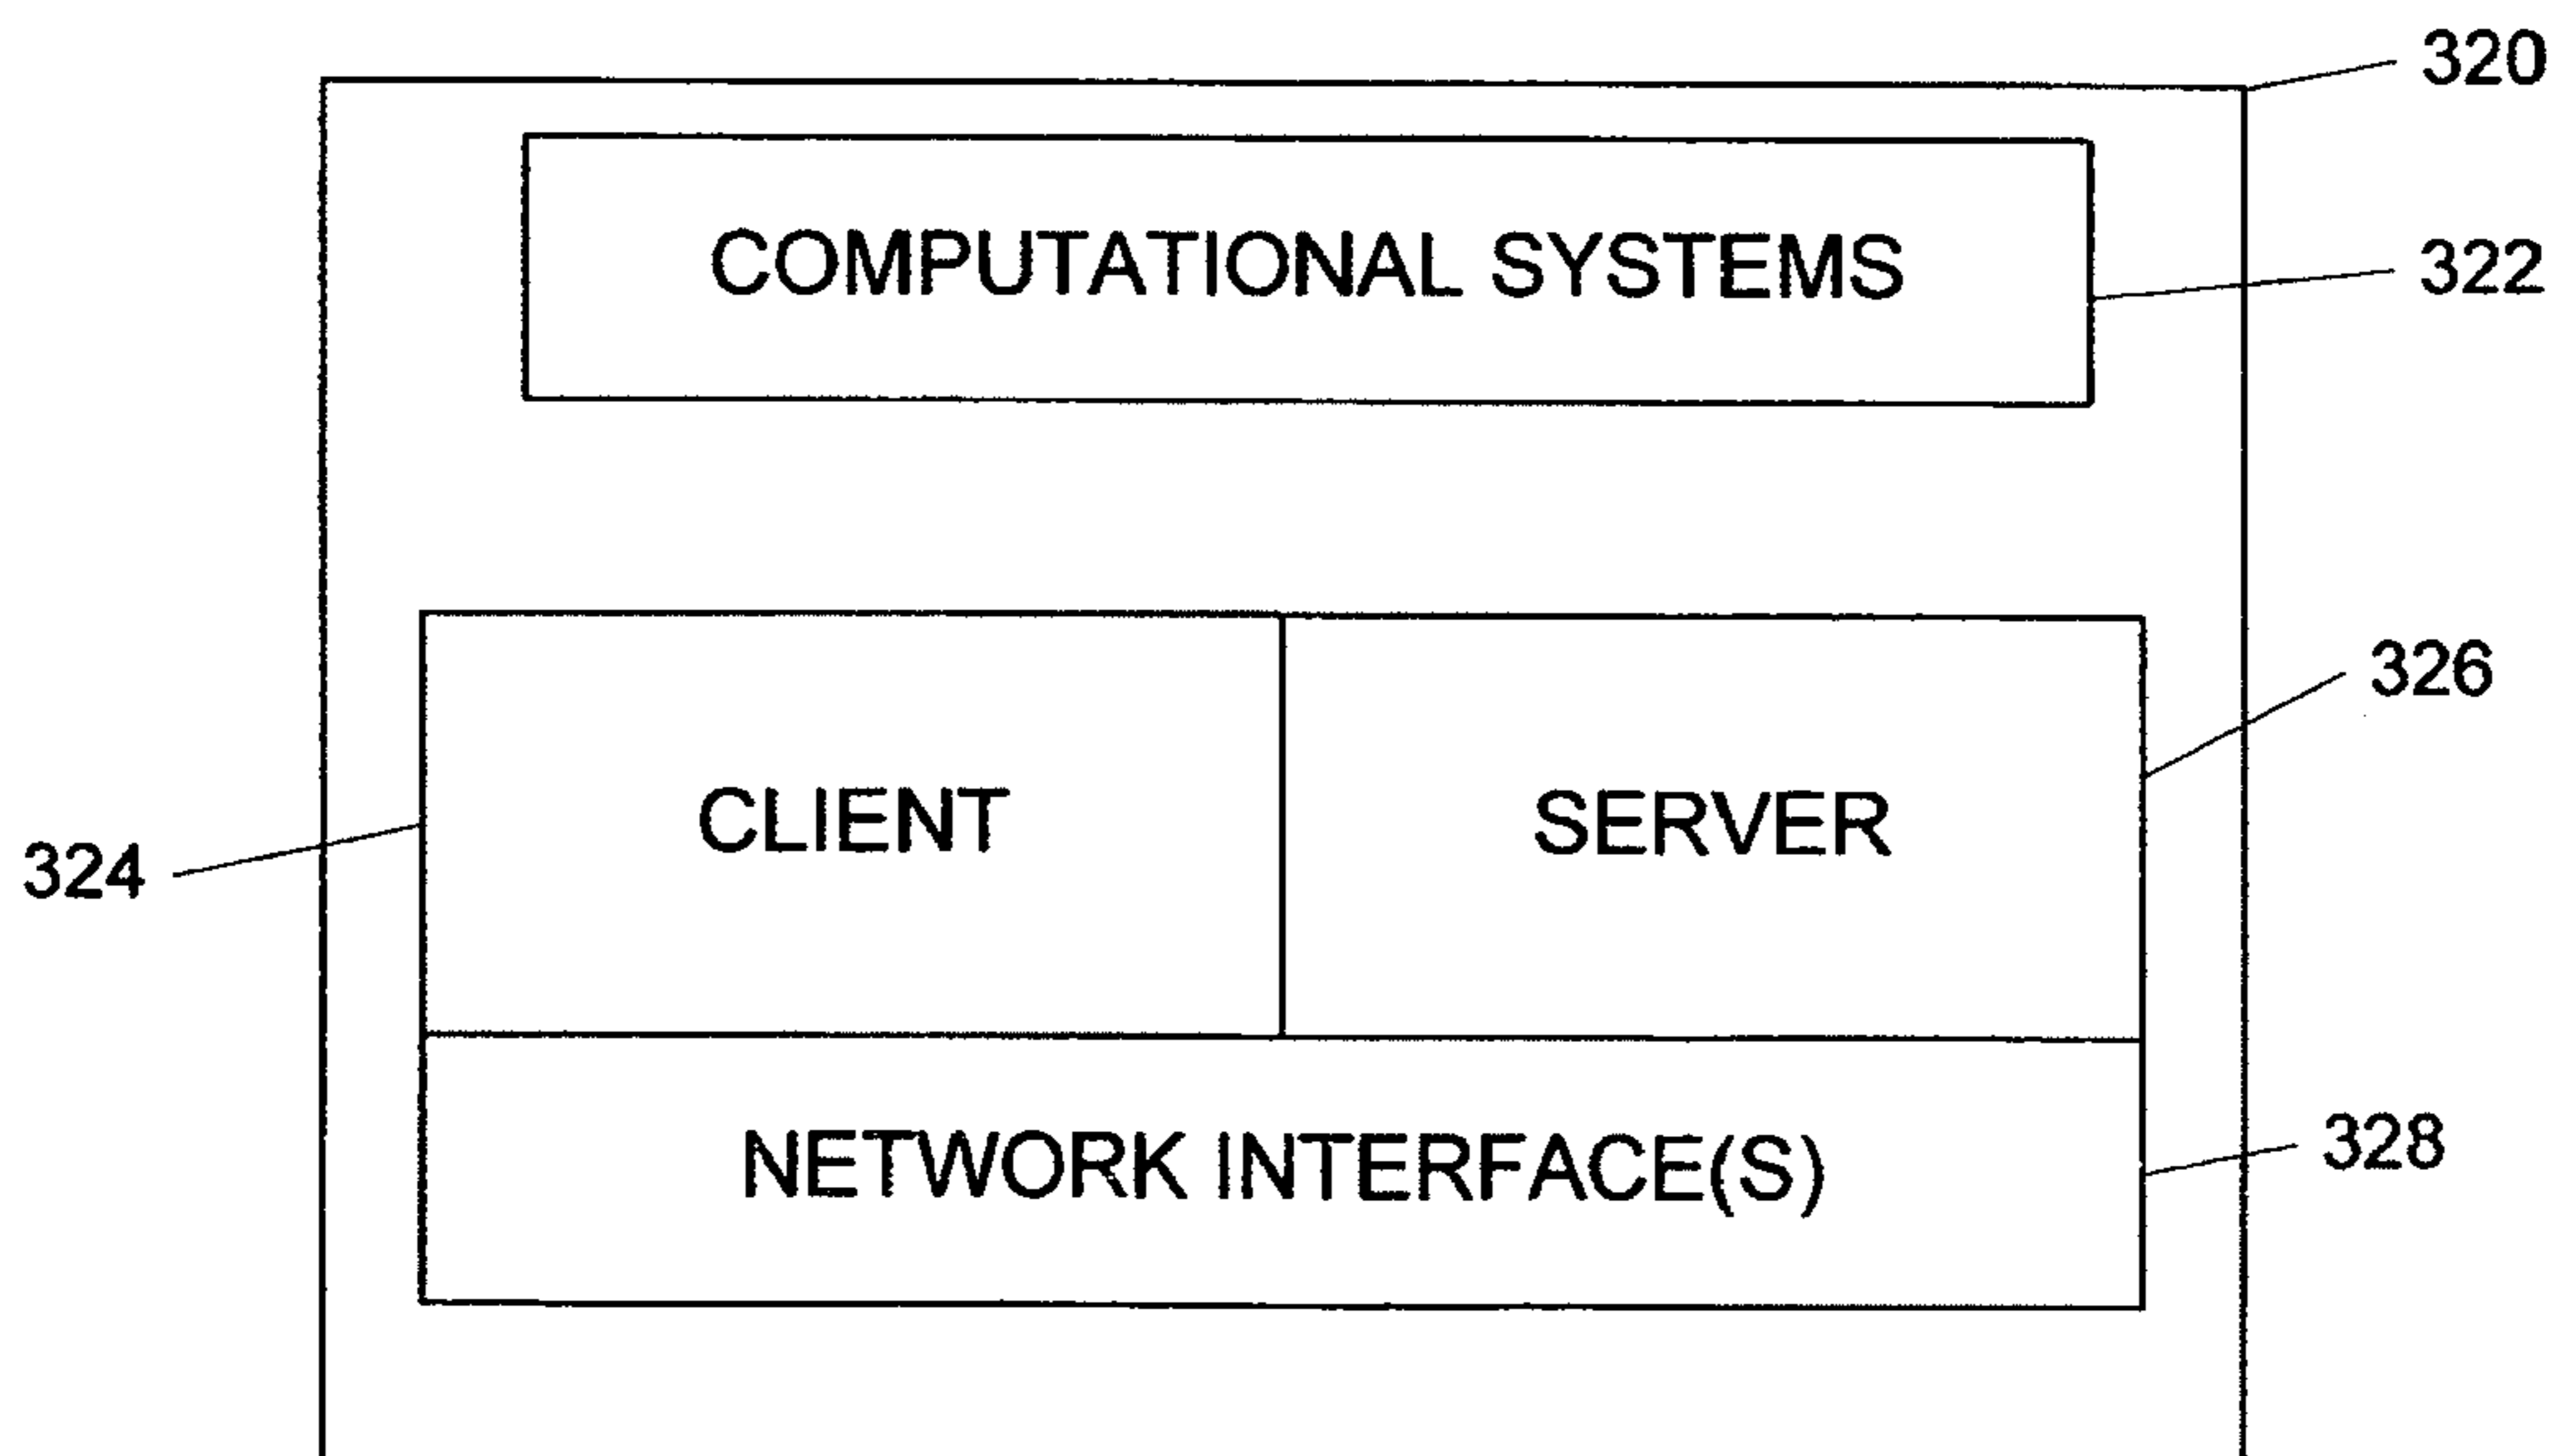 320
COMPUTATIONAL SYSTEMS
322
326
CLIENT
SERVER
324
NETWORK INTERFACE(S)
328